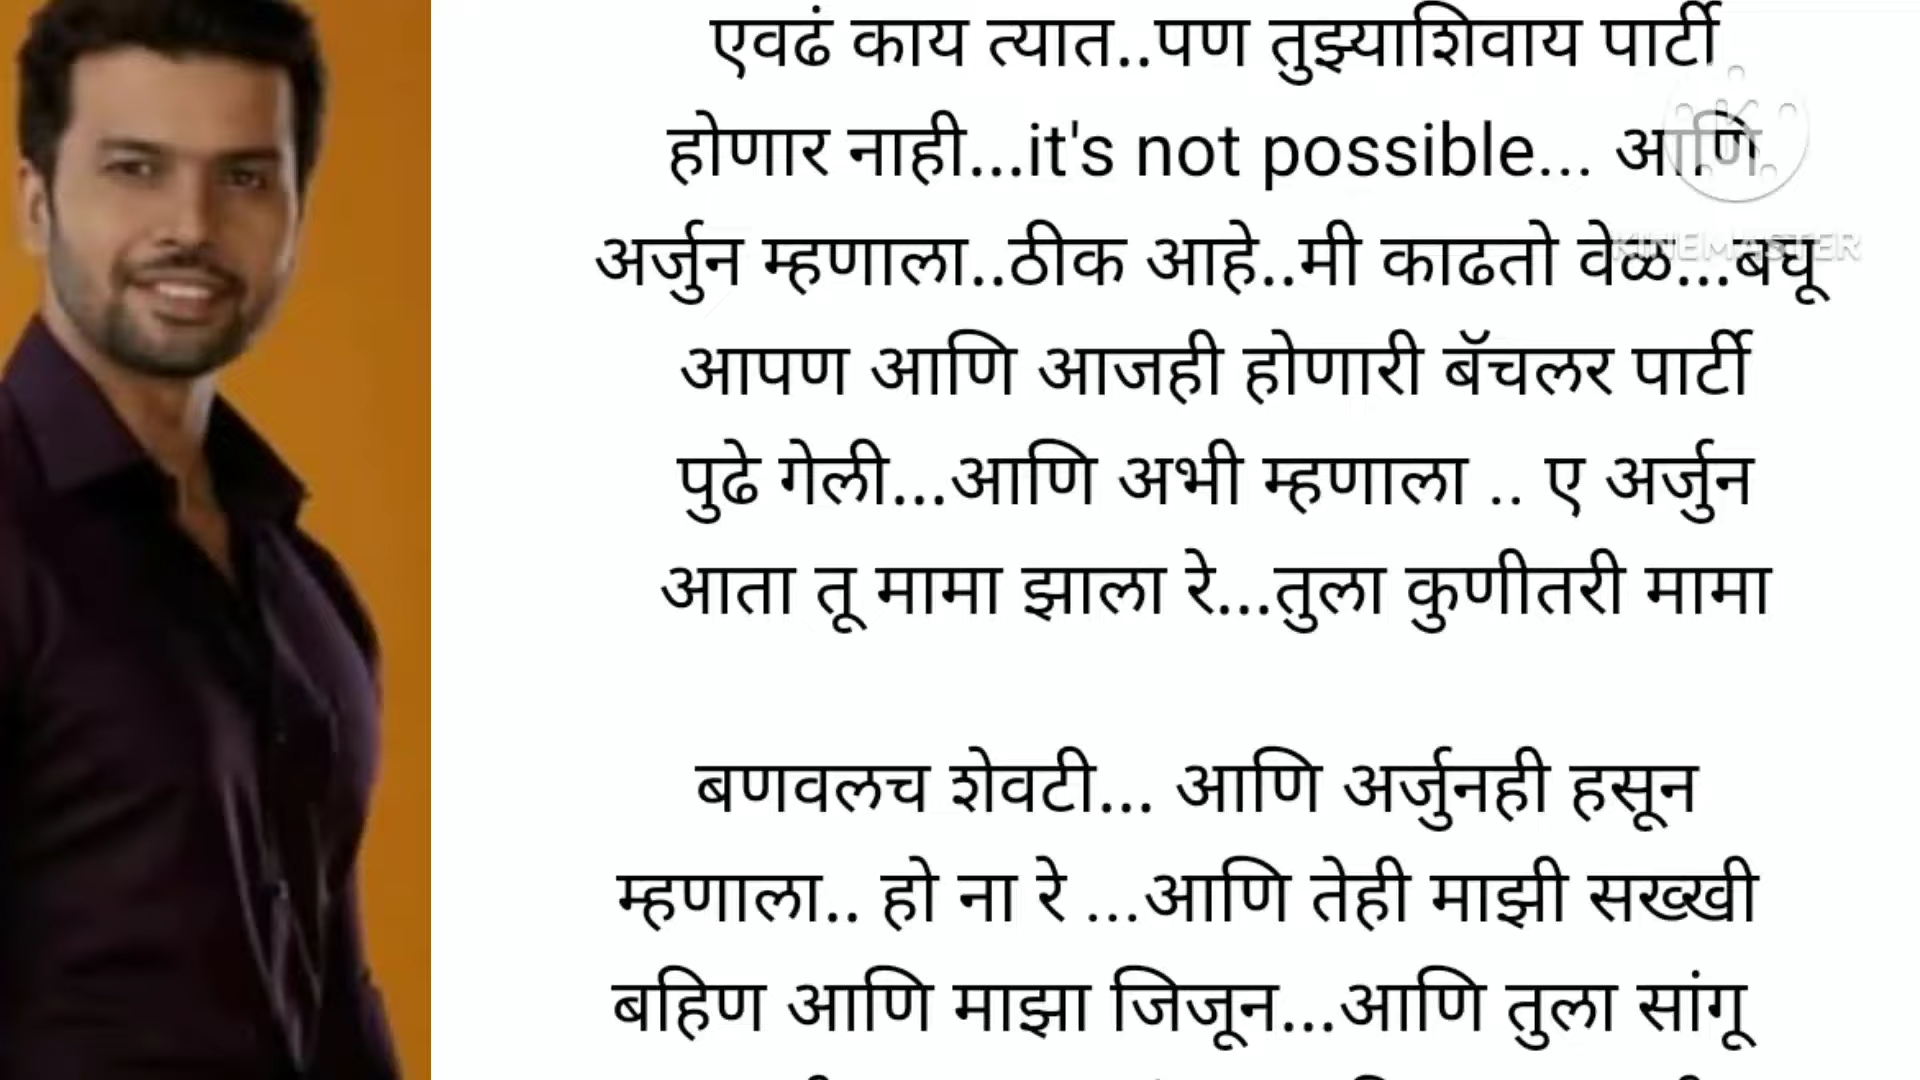 एवढं काय त्यात..पण तुझ्याशिवाय पार्टी
होणार नाही...it's not possible... आणि
अर्जुन म्हणाला..ठीक आहे..मी काढतो वेळ...बघू
आपण आणि आजही होणारी बॅचलर पार्टी
पुढे गेली...आणि अभी म्हणाला .. ए अर्जुन
आता तू मामा झाला रे...तुला कुणीतरी मामा
बणवलच शेवटी... आणि अर्जुनही हसून
म्हणाला.. हो ना रे ...आणि तेही माझी सख्खी
बहिण आणि माझा जिजून...आणि तुला सांगू
KINEMASTER